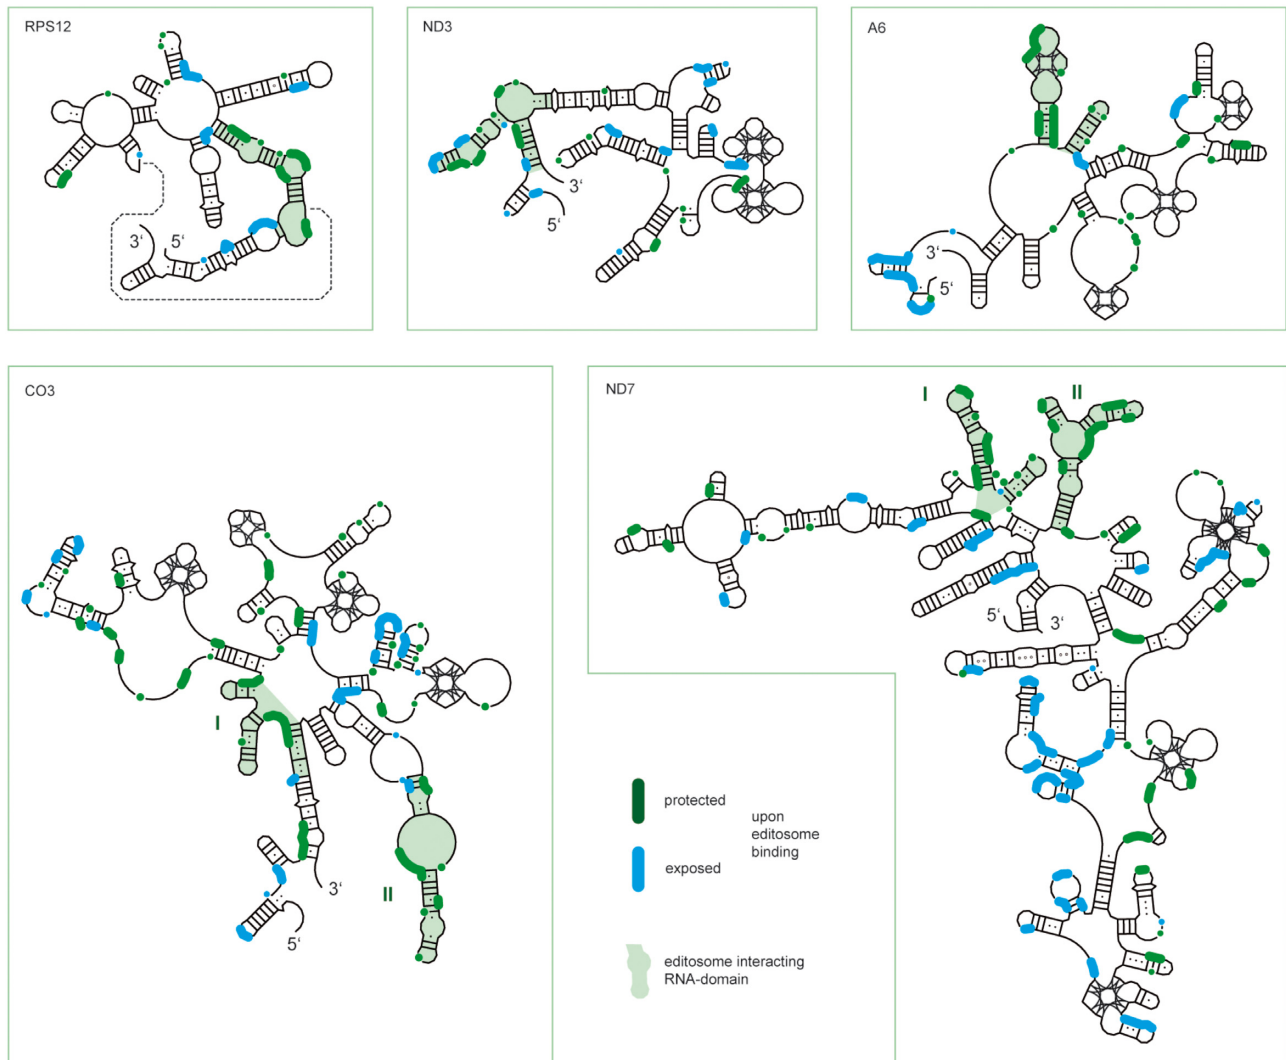 RPS12
ND3
A6
3‘
5‘
3‘
5‘
3‘
5‘
CO3
ND7
I
II
I
5‘
3‘
3‘
II
5‘
protected
exposed
upon
editosome
binding
editosome interacting
RNA-domain